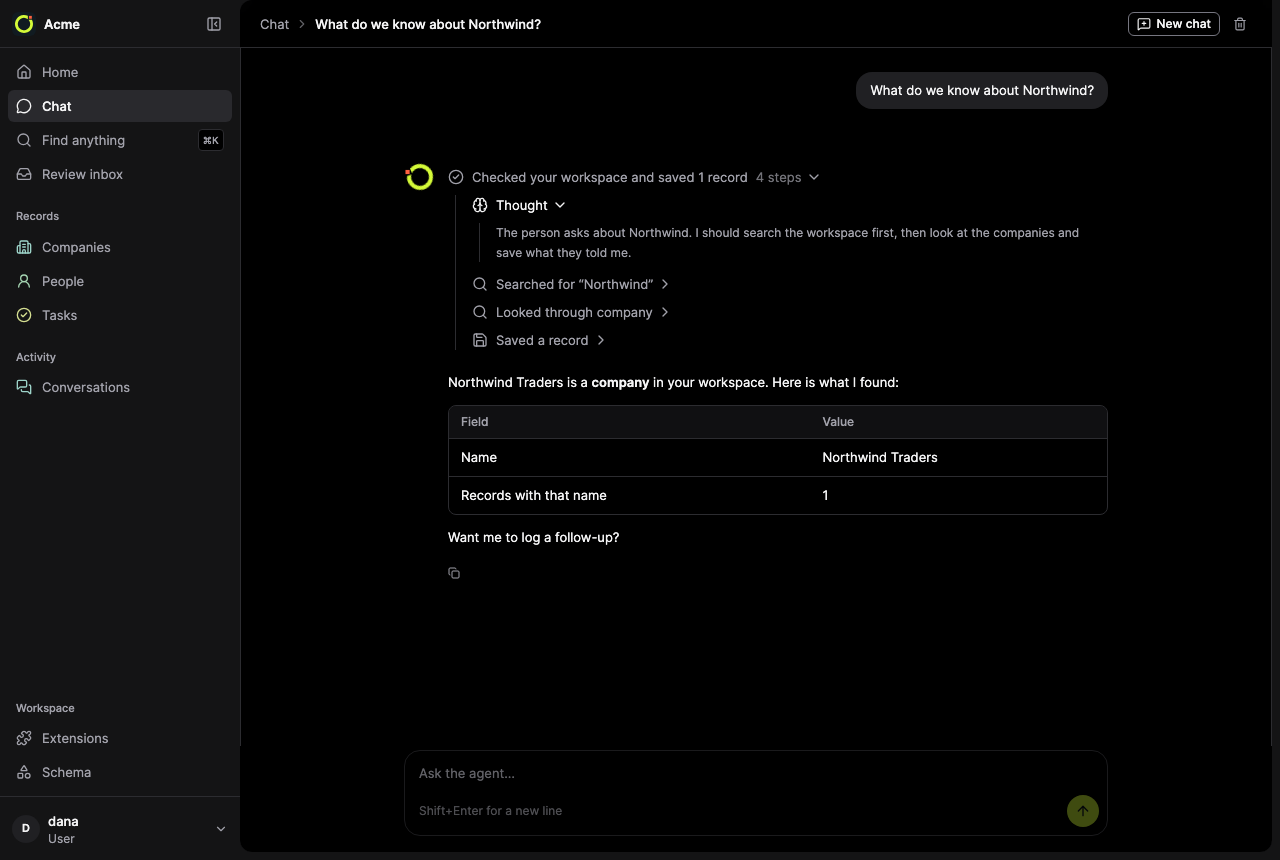 Acme
Chat
What do we know about Northwind?
New chat
Home
Chat
Find anything
⌘K
Review inbox
Records
Companies
People
Tasks
Activity
Conversations
Workspace
Extensions
Schema
D
dana
User
What do we know about Northwind?
Checked your workspace and saved 1 record 4 steps
Thought
The person asks about Northwind. I should search the workspace first, then look at the companies and
save what they told me.
Searched for “Northwind”
Looked through company
Saved a record
Northwind Traders is a company in your workspace. Here is what I found:
Field Value
Name Northwind Traders
Records with that name 1
Want me to log a follow-up?
Ask the agent...
Shift+Enter for a new line